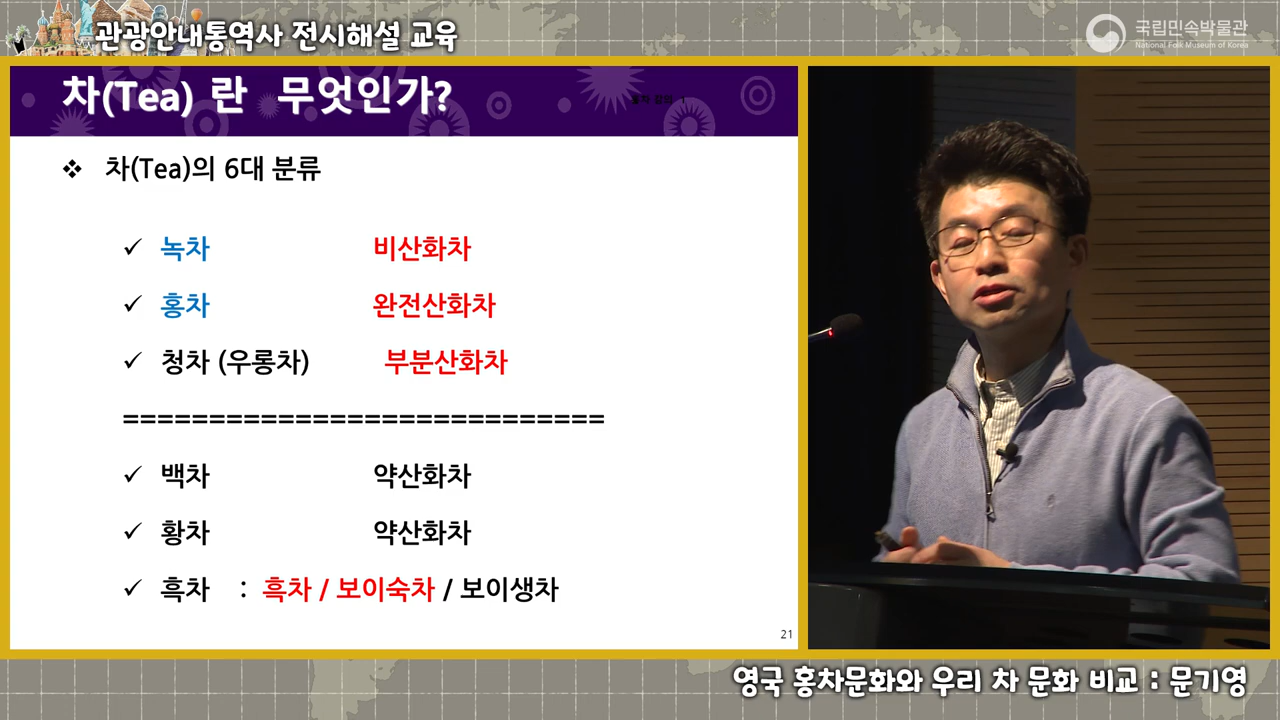 관광안내통역사 전시해설 교육
국립민속박물관
National Folk Museum of Korea
차(Tea) 란 무엇인가?
❖ 차(Tea)의 6대 분류
✓ 녹차 비산화차
✓ 홍차 완전산화차
✓ 청차 (우롱차) 부분산화차
============================
✓ 백차 약산화차
✓ 황차 약산화차
✓ 흑차 : 흑차 / 보이숙차 / 보이생차
21
영국 홍차문화와 우리 차 문화 비교 : 문기영